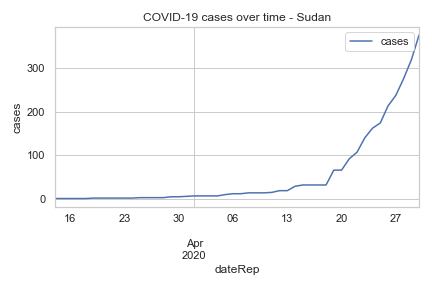 COVID-19 cases over time - Sudan
cases
cases
300
200
100
0
16 23 30 06 13 20 27
Apr
2020
dateRep